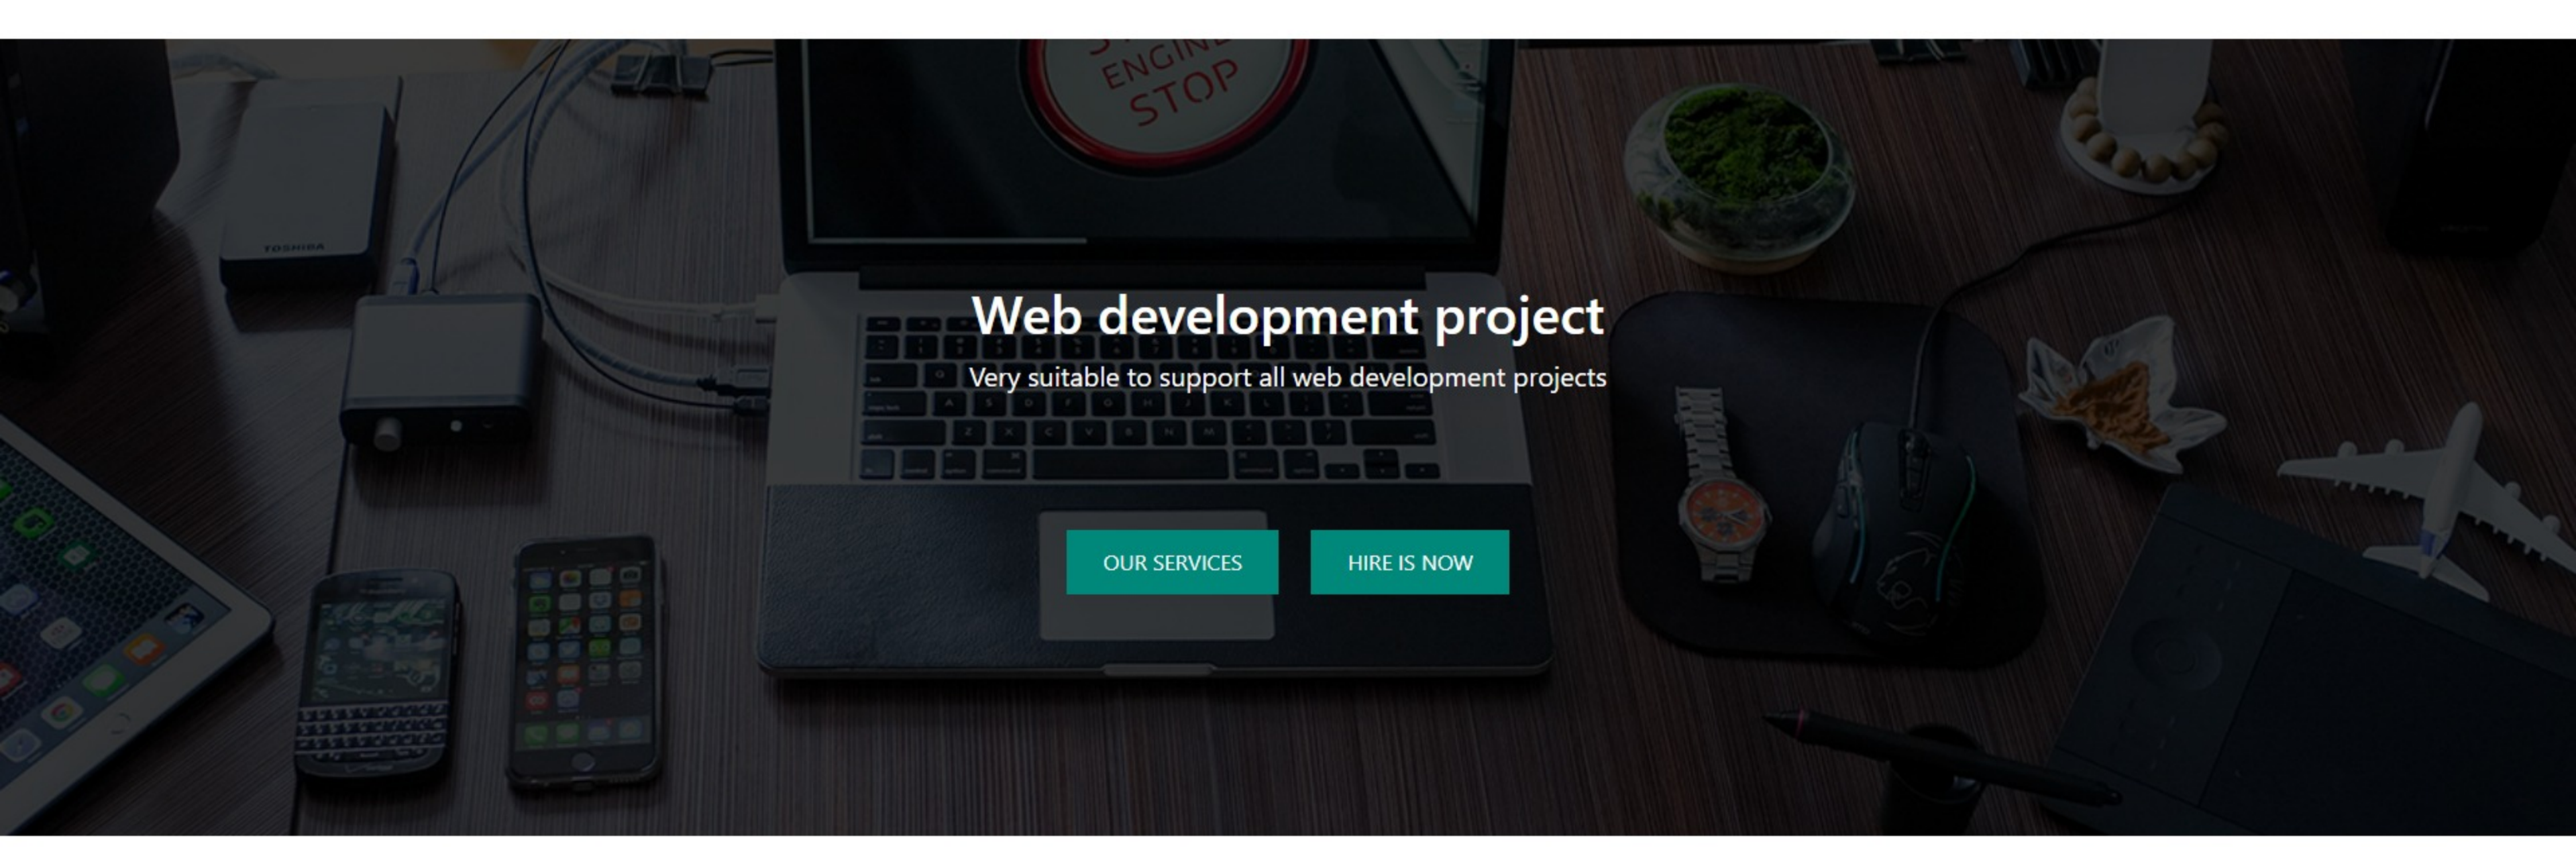 ENGINE
STOP
TOSHIBA
Web development project
Very suitable to support all web development projects
OUR SERVICES
HIRE IS NOW